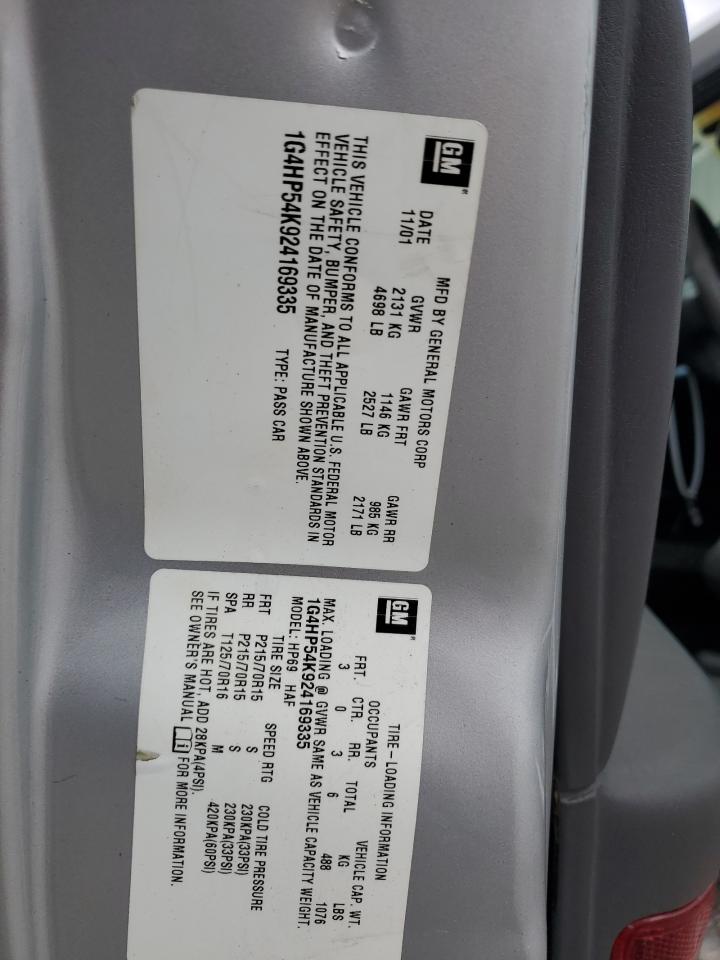 GM®
MFD BY GENERAL MOTORS CORP
DATE GVWR GAWR FRT GAWR RR
11/01 2131 KG 1146 KG 985 KG
4698 LB 2527 LB 2171 LB
THIS VEHICLE CONFORMS TO ALL APPLICABLE U.S. FEDERAL MOTOR
VEHICLE SAFETY, BUMPER, AND THEFT PREVENTION STANDARDS IN
EFFECT ON THE DATE OF MANUFACTURE SHOWN ABOVE.
1G4HP54K924169335 TYPE: PASS CAR
GM®
TIRE-LOADING INFORMATION
OCCUPANTS VEHICLE CAP. WT.
FRT. CTR. RR. TOTAL KG LBS
3 0 3 6 488 1076
MAX. LOADING @ GVWR SAME AS VEHICLE CAPACITY WEIGHT.
1G4HP54K924169335
MODEL: HP69 HAF
TIRE SIZE SPEED RTG COLD TIRE PRESSURE
FRT P215/70R15 S 230KPA(33PSI)
RR P215/70R15 S 230KPA(33PSI)
SPA T125/70R16 M 420KPA(60PSI)
IF TIRES ARE HOT, ADD 28KPA(4PSI).
SEE OWNER'S MANUAL i FOR MORE INFORMATION.